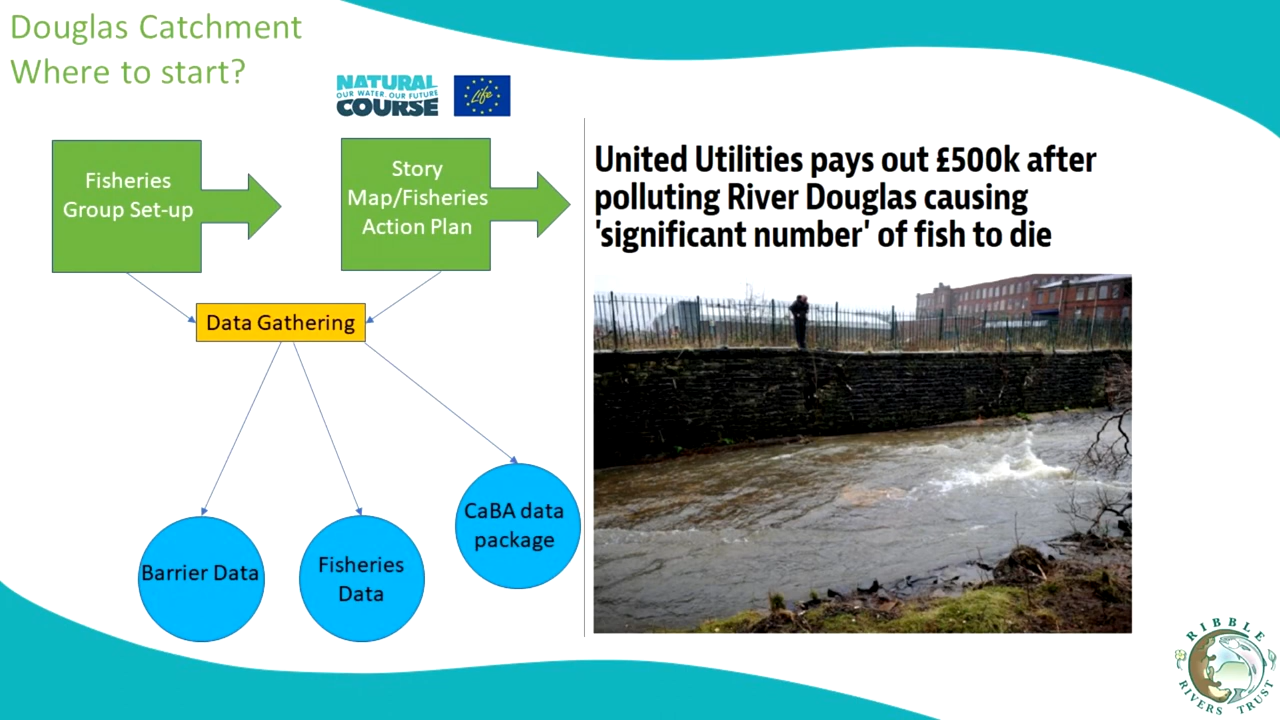 Douglas Catchment
Where to start?
NATURAL
OUR WATER. OUR FUTURE
COURSE
Life
Fisheries
Group Set-up
Story
Map/Fisheries
Action Plan
United Utilities pays out £500k after
polluting River Douglas causing
'significant number' of fish to die
Data Gathering
Barrier Data
Fisheries
Data
CaBA data
package
RIBBLE
RIVERS TRUST